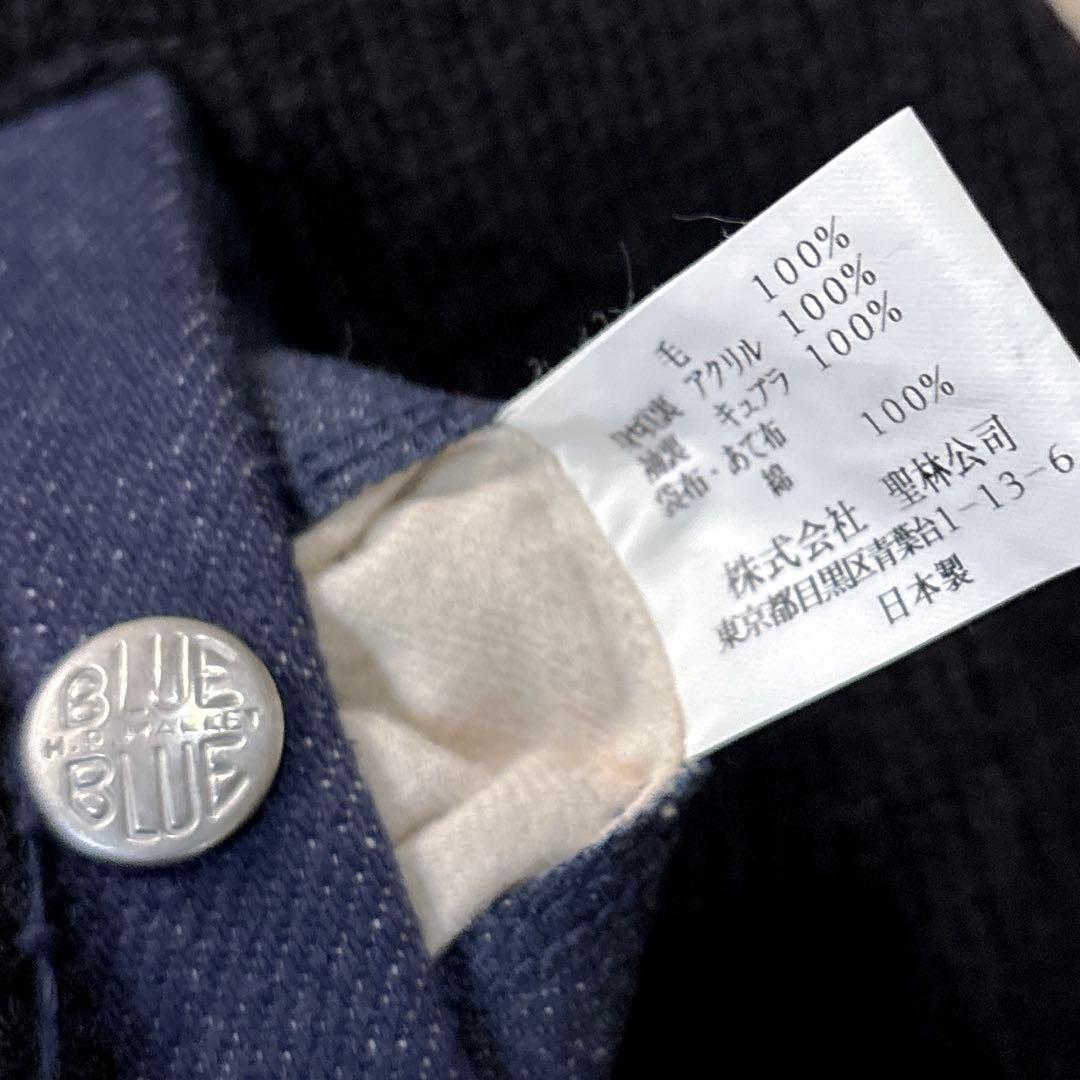 BLUE
H.R.MARKET
BLUE
毛 100%
アクリル 100%
袖裏 キュプラ 100%
袋布・あて布
綿 100%
株式会社 聖林公司
東京都目黒区青葉台1-13-6
日本製